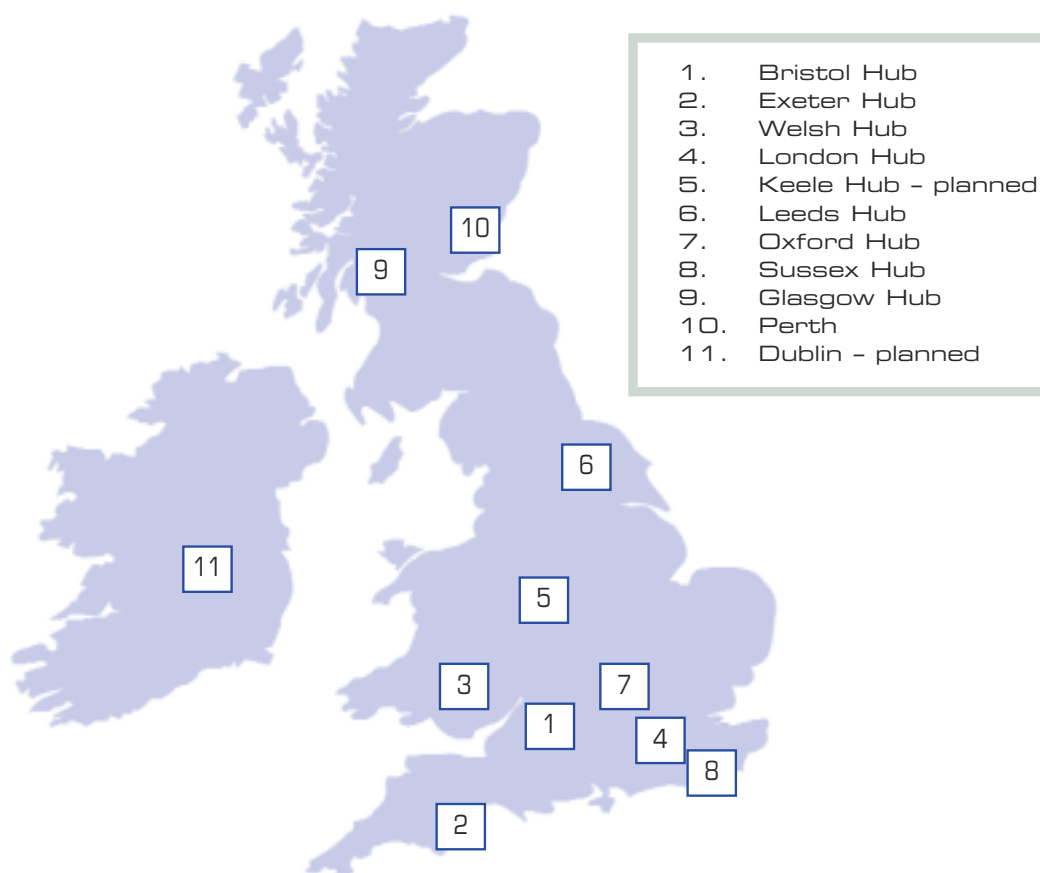 1. Bristol Hub
2. Exeter Hub
3. Welsh Hub
4. London Hub
5. Keele Hub - planned
6. Leeds Hub
7. Oxford Hub
8. Sussex Hub
9. Glasgow Hub
10. Perth
11. Dublin - planned
10
9
6
11
5
3
7
1
4
8
2